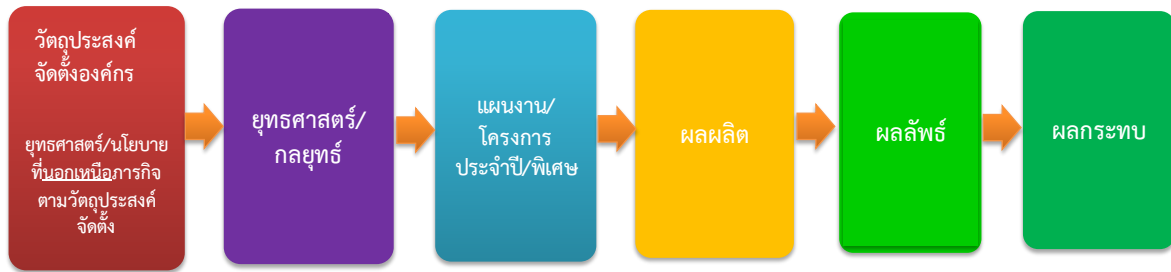 วัตถุประสงค์
จัดตั้งองค์กร
ยุทธศาสตร์/นโยบาย
ที่นอกเหนือภารกิจ
ตามวัตถุประสงค์
จัดตั้ง
ยุทธศาสตร์/
กลยุทธ์
แผนงาน/
โครงการ
ประจำปี/พิเศษ
ผลผลิต
ผลลัพธ์
ผลกระทบ